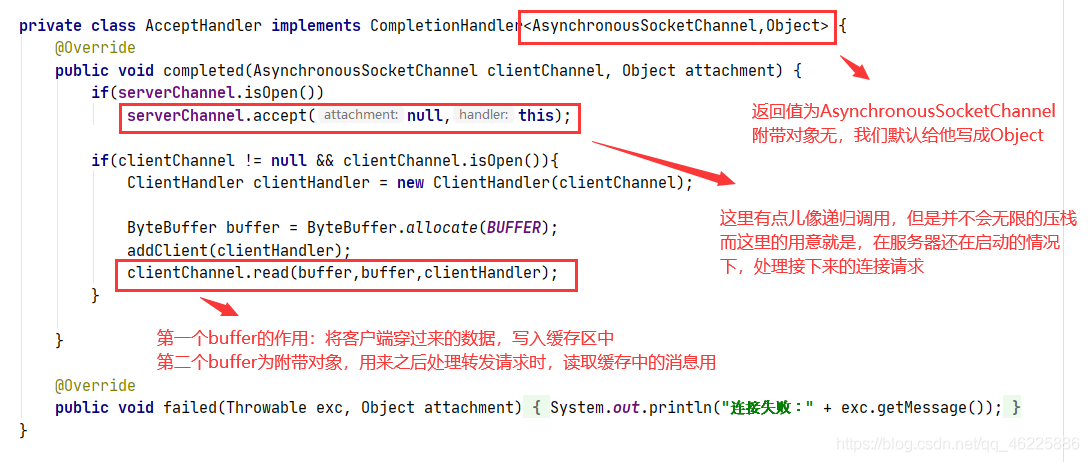 private class AcceptHandler implements CompletionHandler<AsynchronousSocketChannel,Object> {
@Override
public void completed(AsynchronousSocketChannel clientChannel, Object attachment) {
if(serverChannel.isOpen())
serverChannel.accept( attachment: null, handler: this);
返回值为AsynchronousSocketChannel
附带对象无，我们默认给他写成Object
if(clientChannel != null && clientChannel.isOpen()){
ClientHandler clientHandler = new ClientHandler(clientChannel);
ByteBuffer buffer = ByteBuffer.allocate(BUFFER);
addClient(clientHandler);
clientChannel.read(buffer,buffer,clientHandler);
}
这里有点儿像递归调用，但是并不会无限的压栈
而这里的用意就是，在服务器还在启动的情况
下，处理接下来的连接请求
第一个buffer的作用：将客户端穿过来的数据，写入缓存区中
第二个buffer为附带对象，用来之后处理转发请求时，读取缓存中的消息用
}
@Override
public void failed(Throwable exc, Object attachment) { System.out.println("连接失败：" + exc.getMessage()); }
}
https://blog.csdn.net/qq_46225886